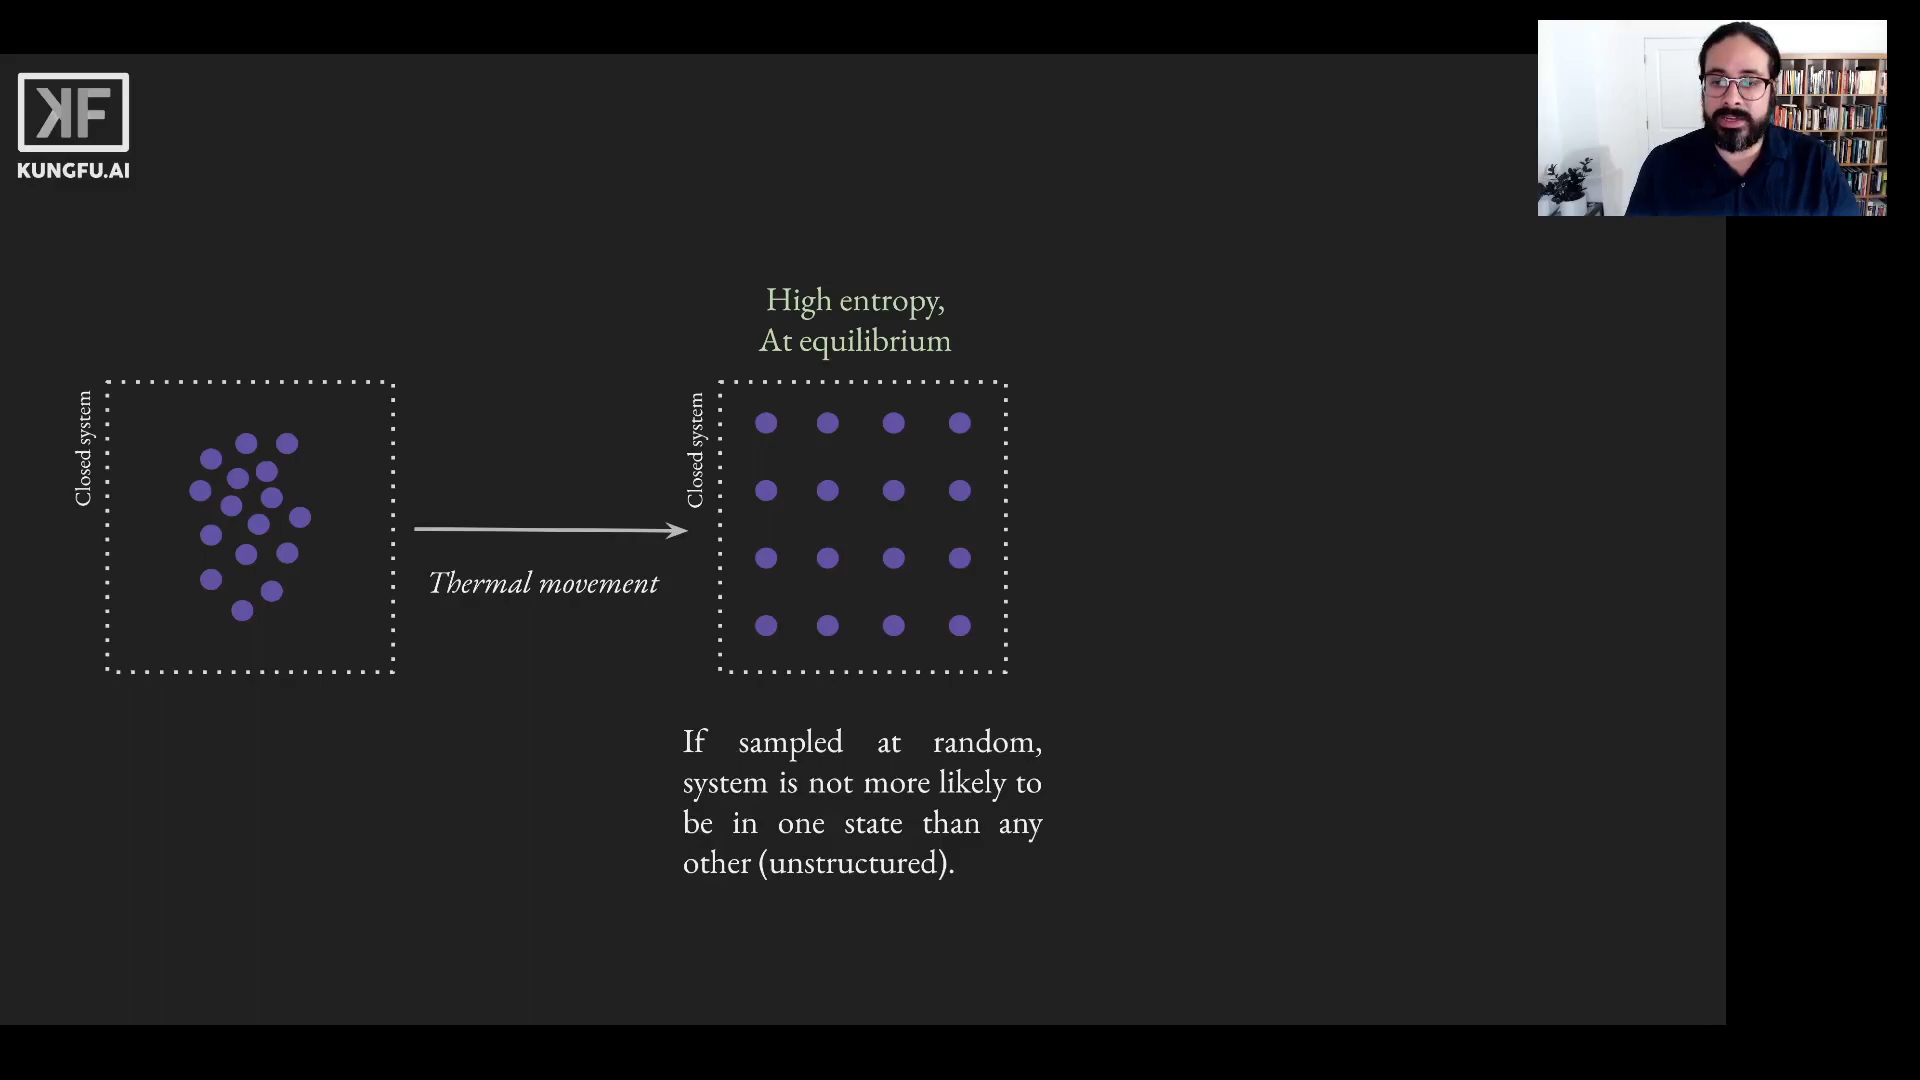 KF
KUNGFU.AI
High entropy,
At equilibrium
Closed system
Closed system
Thermal movement
If sampled at random,
system is not more likely to
be in one state than any
other (unstructured).